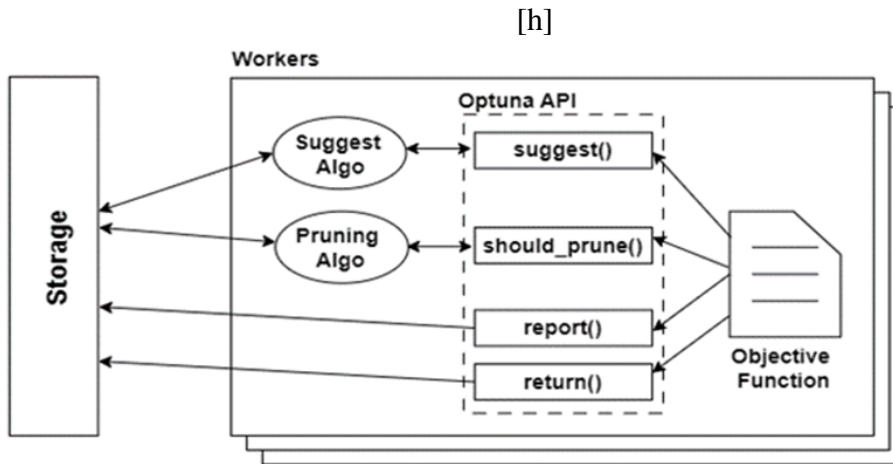 [h]
Workers
Optuna API
Suggest
Algo
suggest()
Storage
Pruning
Algo
should_prune()
report()
return()
Objective
Function